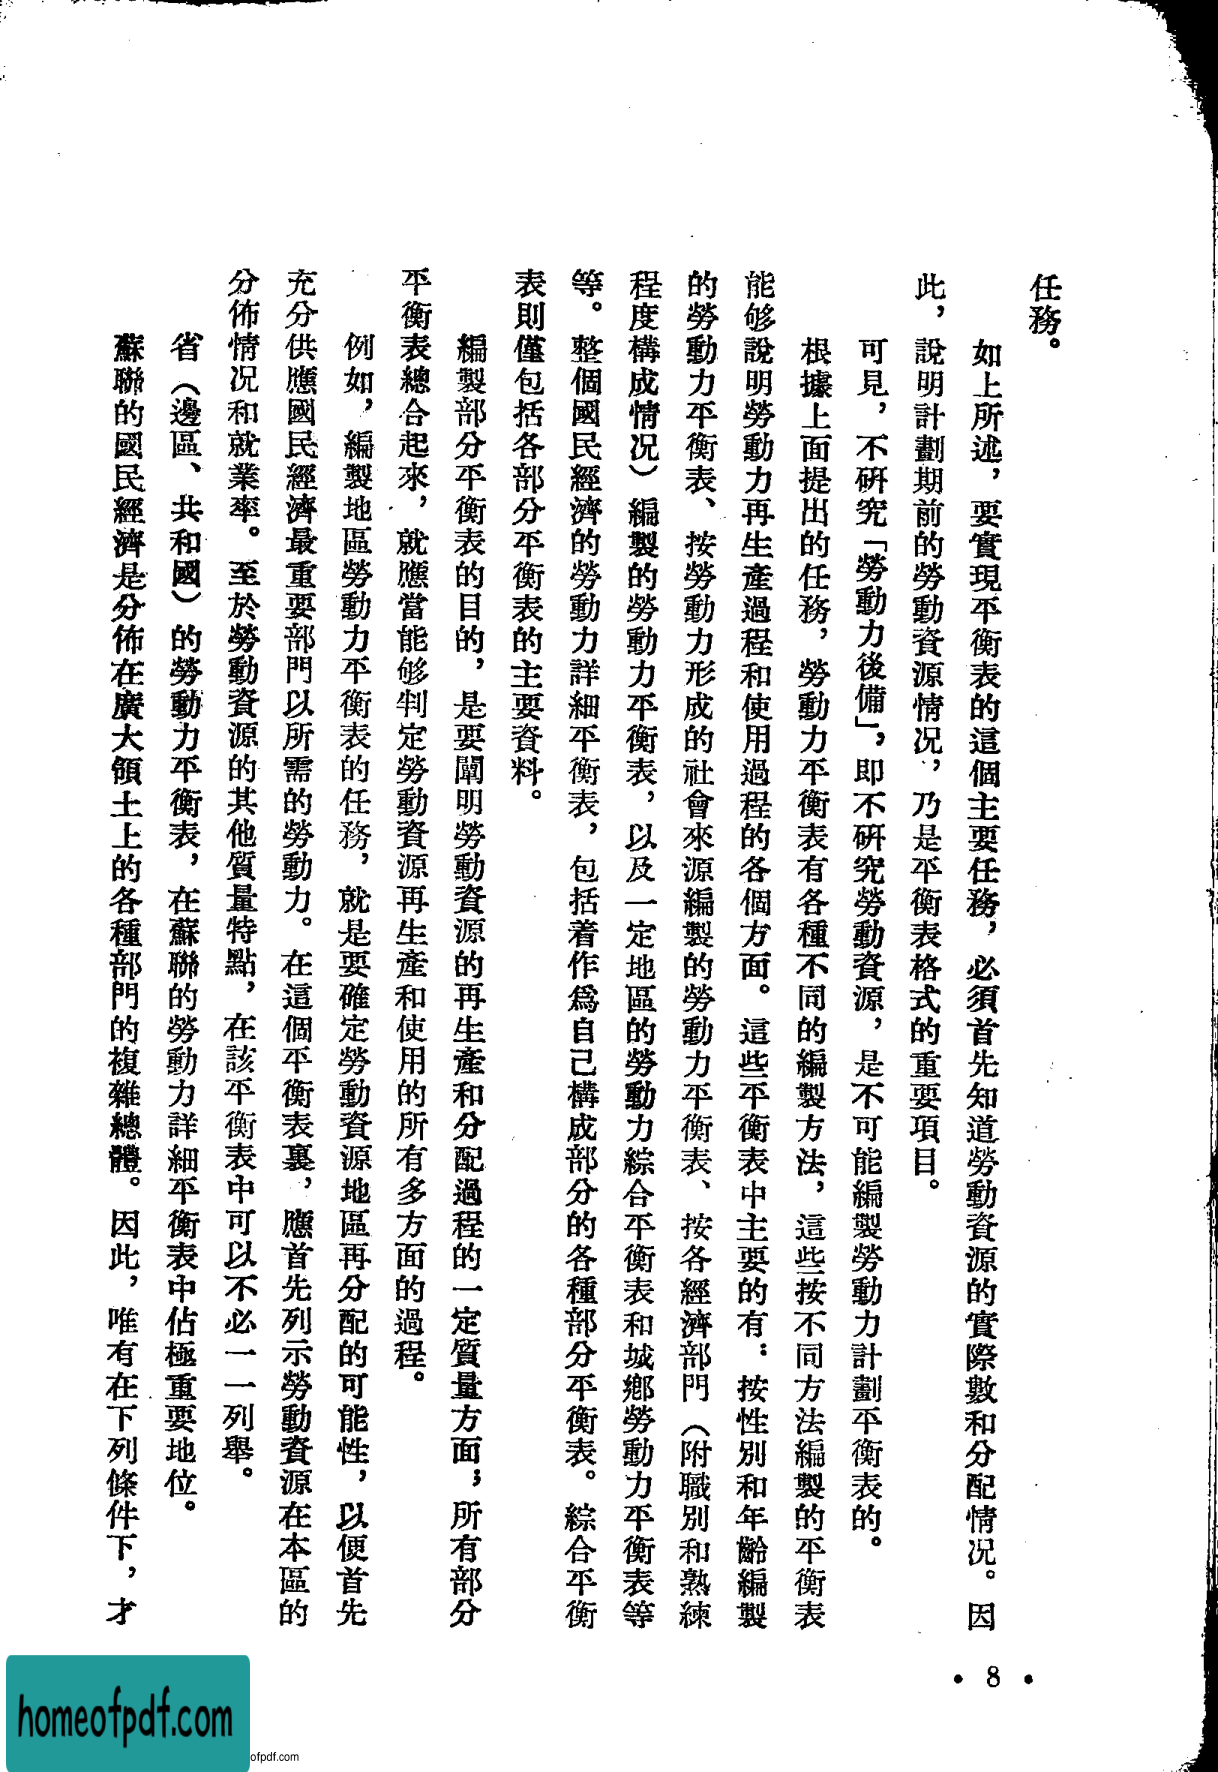 任務。
如上所述，要實現平衡表的這個主要任務，必須首先知道勞動資源的實際數和分配情况。因
此，說明計劃期前的勞動資源情况，乃是平衡表格式的重要項目。
可見，不研究「勞動力後備」，即不研究勞動資源，是不可能編製勞動力計劃平衡表的。
根據上面提出的任務，勞動力平衡表有各種不同的編製方法，這些按不同方法編製的平衡表
能够說明勞動力再生產過程和使用過程的各個方面。這些平衡表中主要的有：按性別和年齡編製
的勞動力平衡表、按勞動力形成的社會來源編製的勞動力平衡表、按各經濟部門（附職別和熟練
程度構成情况）編製的勞動力平衡表，以及一定地區的勞動力綜合平衡表和城鄉勞動力平衡表等
等。整個國民經濟的勞動力詳細平衡表，包括着作爲自己構成部分的各種部分平衡表。綜合平衡
表則僅包括各部分平衡表的主要資料。
編製部分平衡表的目的，是要闡明勞動資源的再生產和分配過程的一定質量方面；所有部分
平衡表總合起來，就應當能够判定勞動資源再生產和使用的所有多方面的過程。
例如，編製地區勞動力平衡表的任務，就是要確定勞動資源地區再分配的可能性，以便首先
充分供應國民經濟最重要部門以所需的勞動力。在這個平衡表裏，應首先列示勞動資源在本區的
分佈情况和就業率。至於勞動資源的其他質量特點，在該平衡表中可以不必一一列舉。
省（邊區、共和國）的勞動力平衡表，在蘇聯的勞動力詳細平衡表中佔極重要地位。
蘇聯的國民經濟是分佈在廣大領土上的各種部門的複雜總體。因此，唯有在下列條件下，才
• 8 •
homeofpdf.com
ofpdf.com